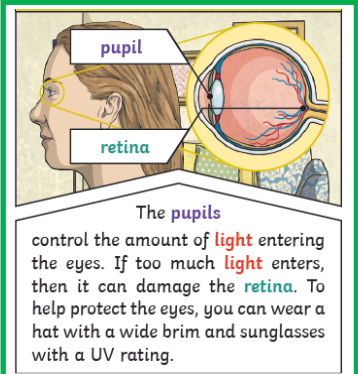 pupil
retina
The pupils
control the amount of light entering
the eyes. If too much light enters,
then it can damage the retina. To
help protect the eyes, you can wear a
hat with a wide brim and sunglasses
with a UV rating.